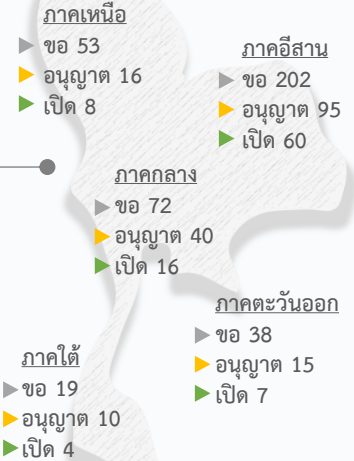 ภาคเหนือ
ขอ 53
อนุญาต 16
เปิด 8
ภาคอีสาน
ขอ 202
อนุญาต 95
เปิด 60
ภาคกลาง
ขอ 72
อนุญาต 40
เปิด 16
ภาคตะวันออก
ขอ 38
อนุญาต 15
เปิด 7
ภาคใต้
ขอ 19
อนุญาต 10
เปิด 4